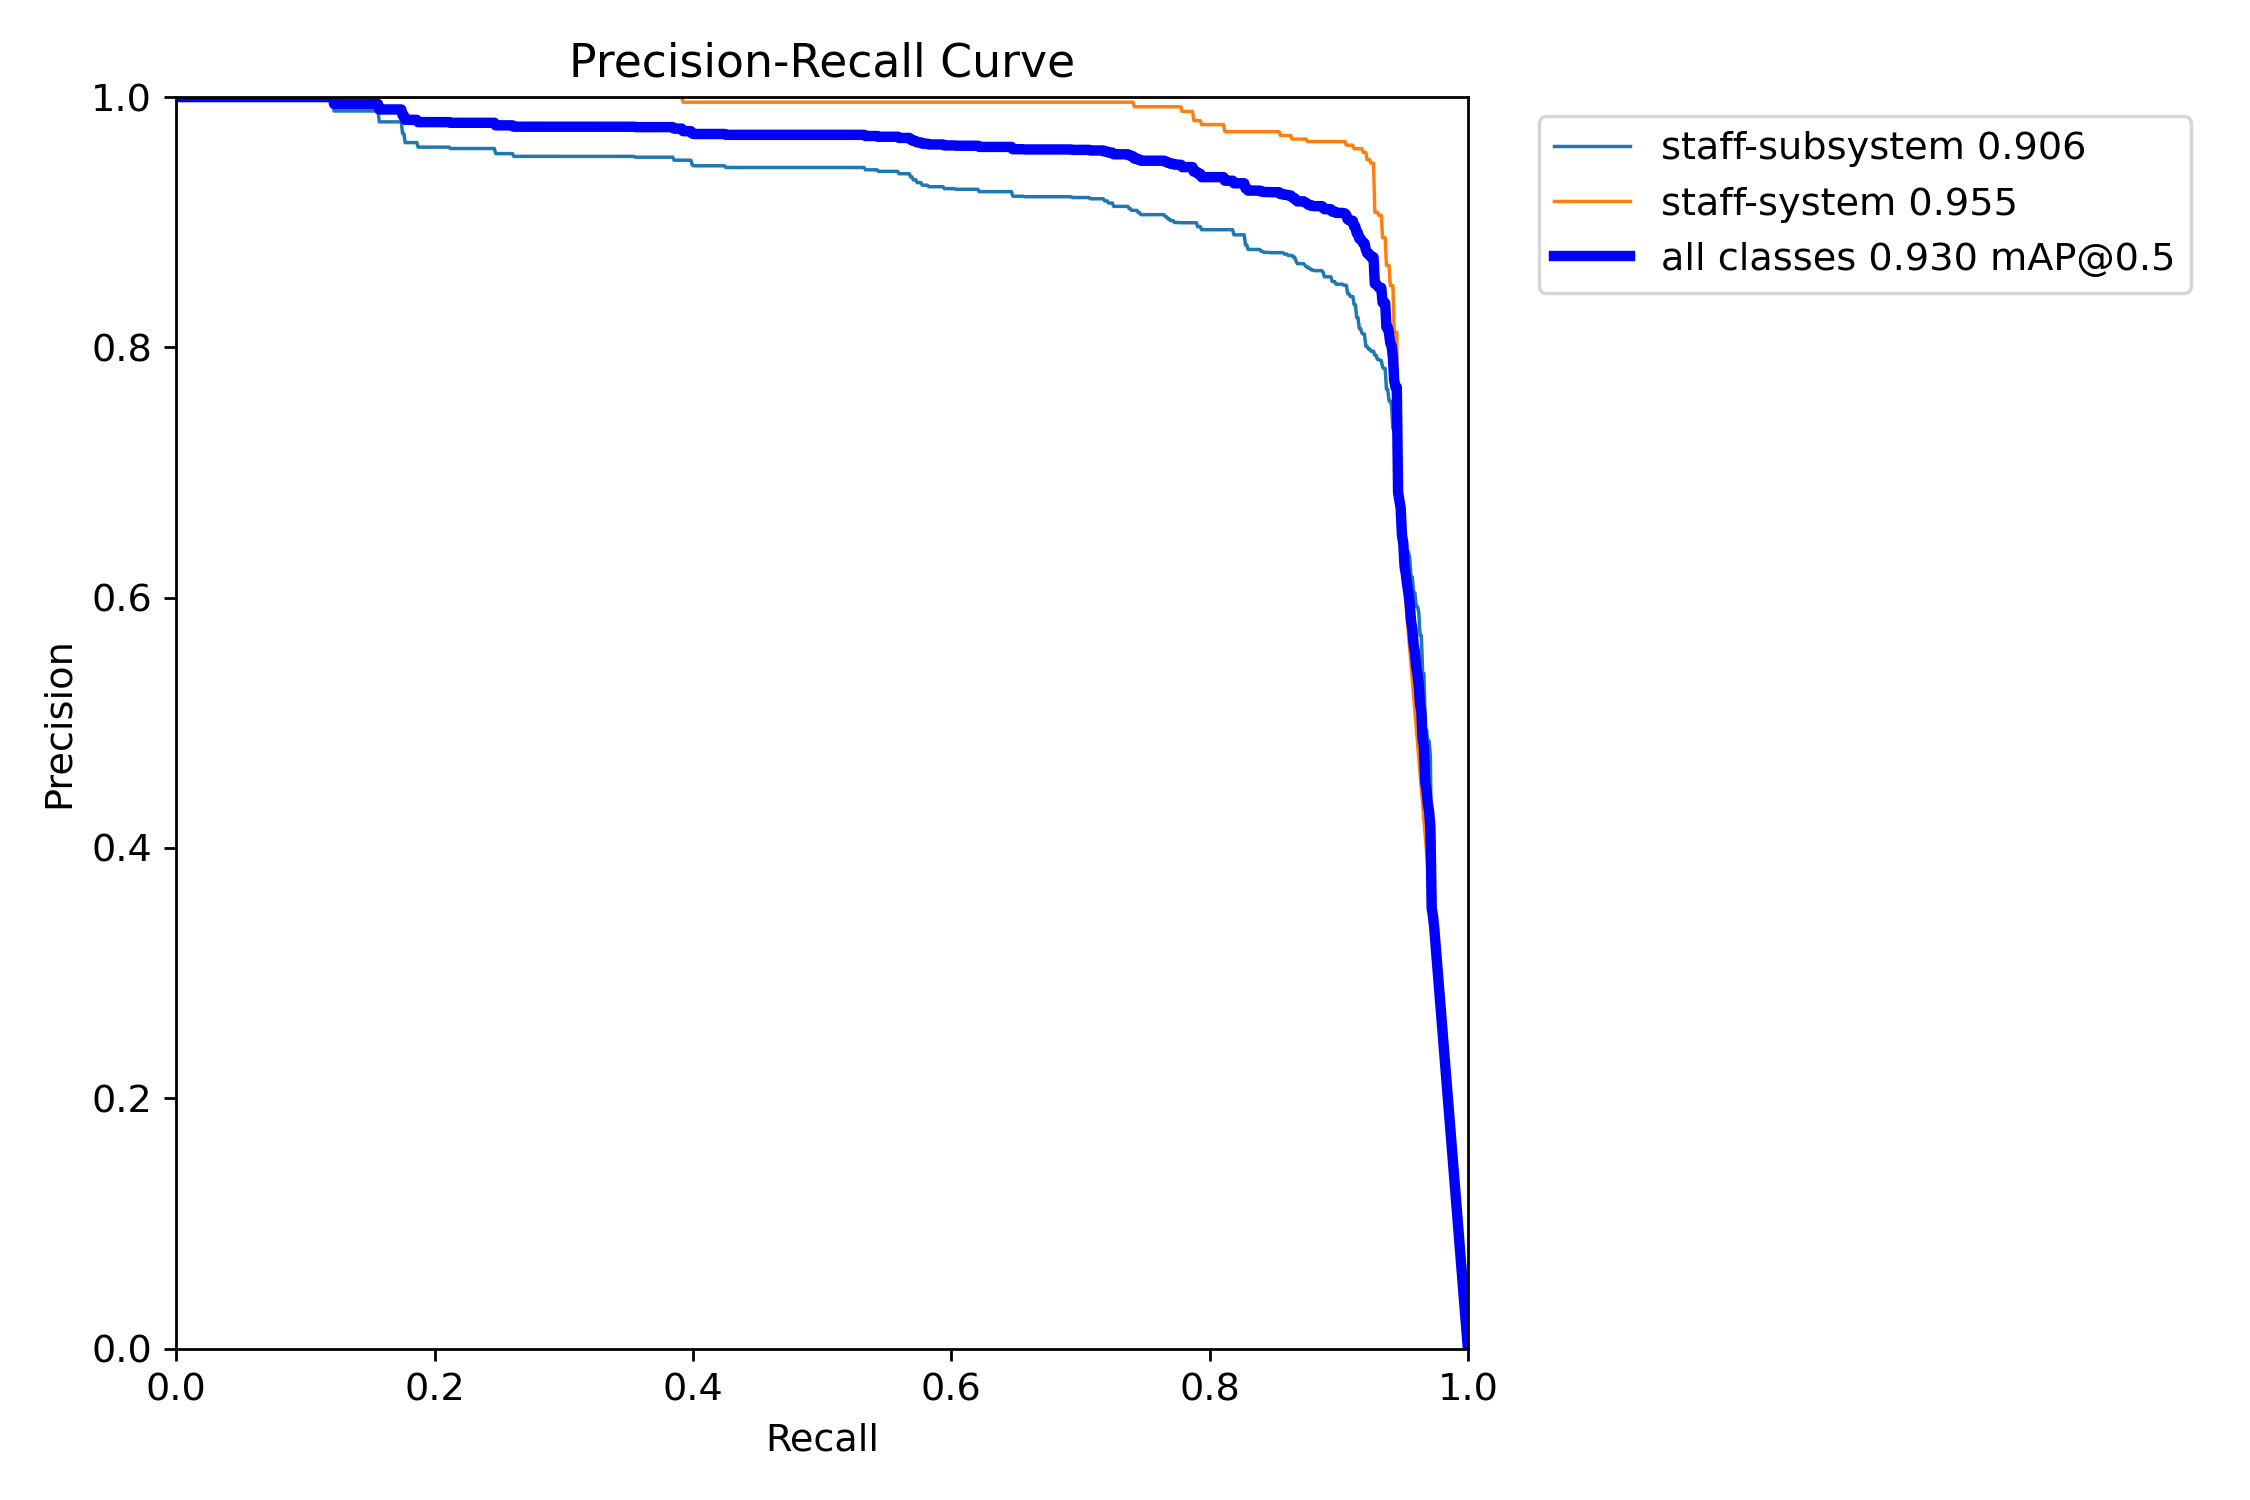 Precision-Recall Curve
staff-subsystem 0.906
staff-system 0.955
all classes 0.930 mAP@0.5
Precision
1.0
0.8
0.6
0.4
0.2
0.0
0.0 0.2 0.4 0.6 0.8 1.0
Recall